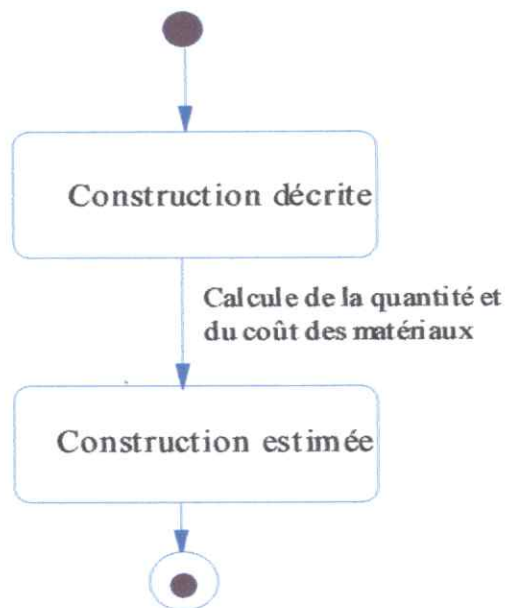 Construction décrite
Calcule de la quantité et
du coût des matériaux
Construction estimée